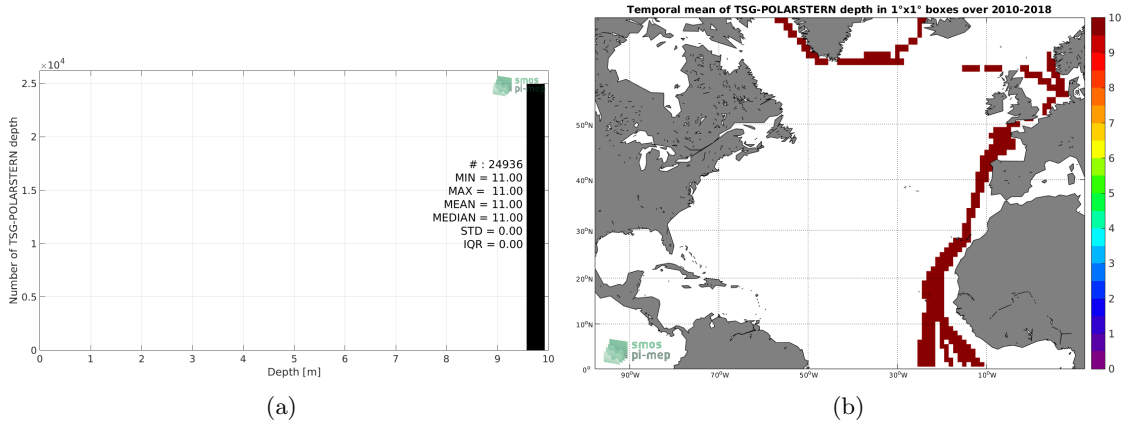 ×10⁴
2.5
2
1.5
1
0.5
0
Number of TSG-POLARSTERN depth
smos
pi-mep
# : 24936
MIN = 11.00
MAX = 11.00
MEAN = 11.00
MEDIAN = 11.00
STD = 0.00
IQR = 0.00
0 1 2 3 4 5 6 7 8 9 10
Depth [m]
(a)
Temporal mean of TSG-POLARSTERN depth in 1°x1° boxes over 2010-2018
50°N
40°N
30°N
20°N
10°N
0°
90°W 70°W 50°W 30°W 10°W
smos
pi-mep
10
9
8
7
6
5
4
3
2
1
0
(b)